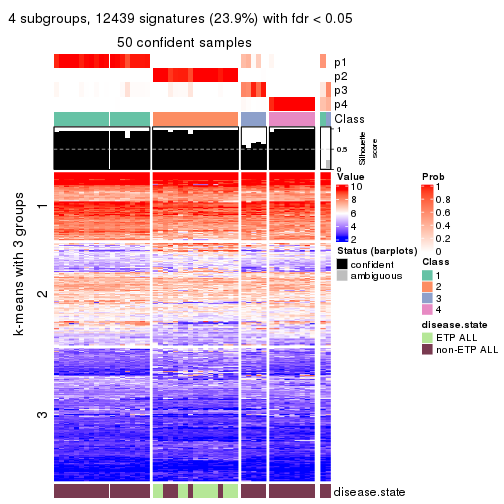 4 subgroups, 12439 signatures (23.9%) with fdr < 0.05
50 confident samples
p1
p2
p3
p4
Class
1
0.5
0
Silhouette
score
k-means with 3 groups
1
2
3
disease.state
Value
10
8
6
4
2
Status (barplots)
confident
ambiguous
Prob
1
0.8
0.6
0.4
0.2
0
Class
1
2
3
4
disease.state
ETP ALL
non-ETP ALL